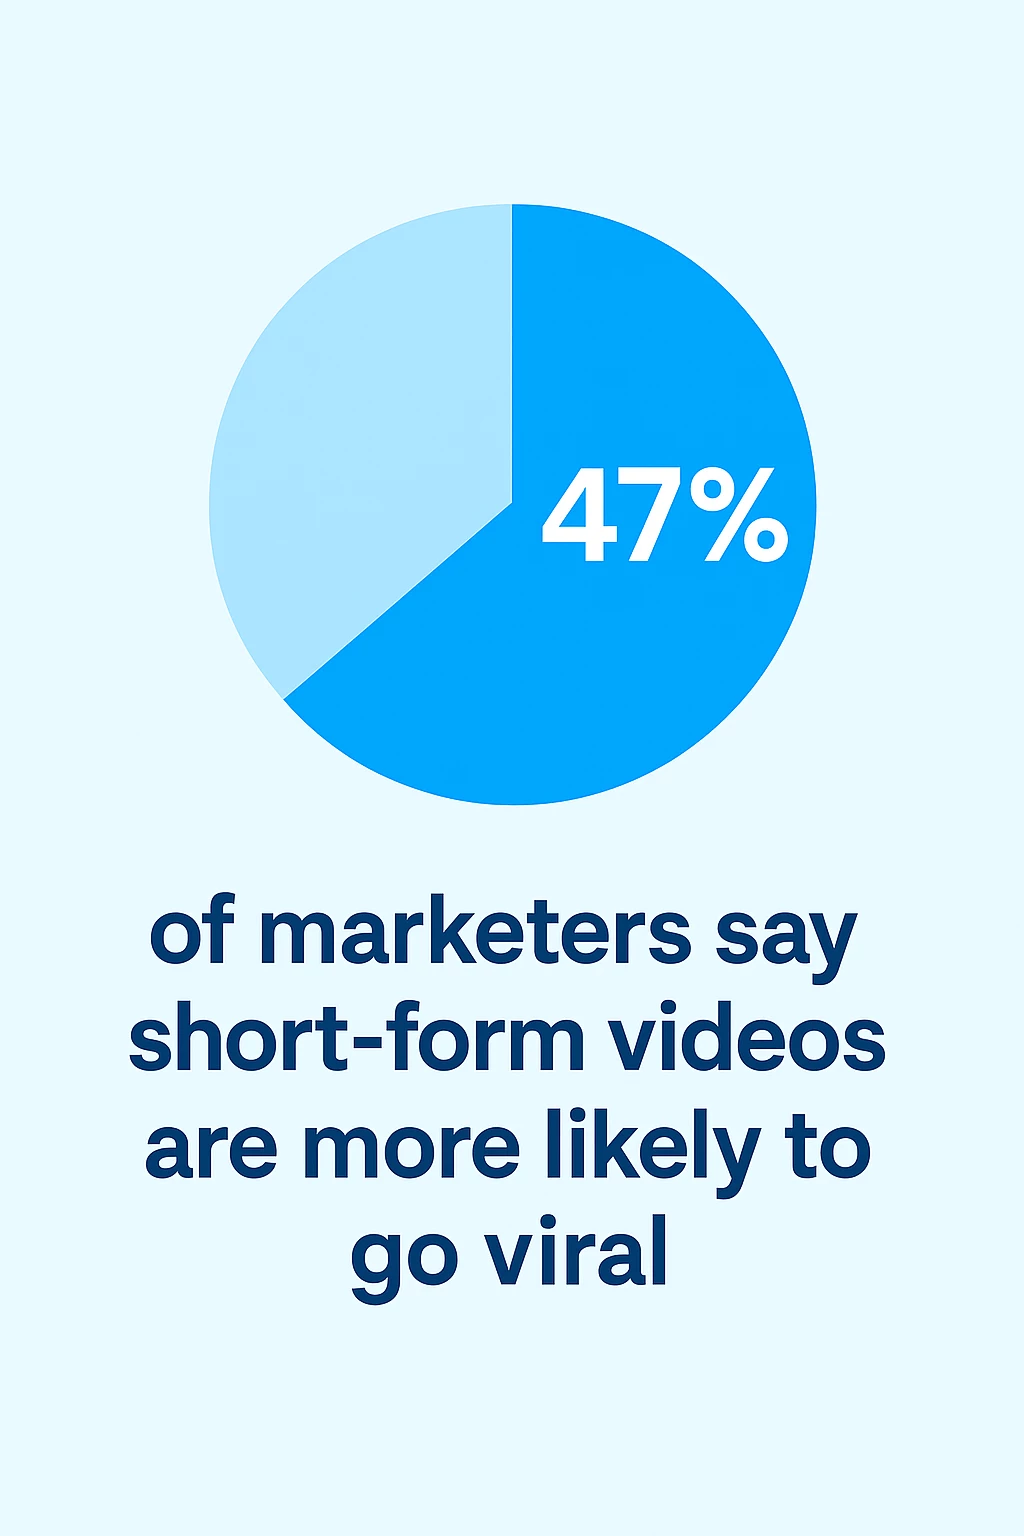 47%
of marketers say
short-form videos
are more likely to
go viral